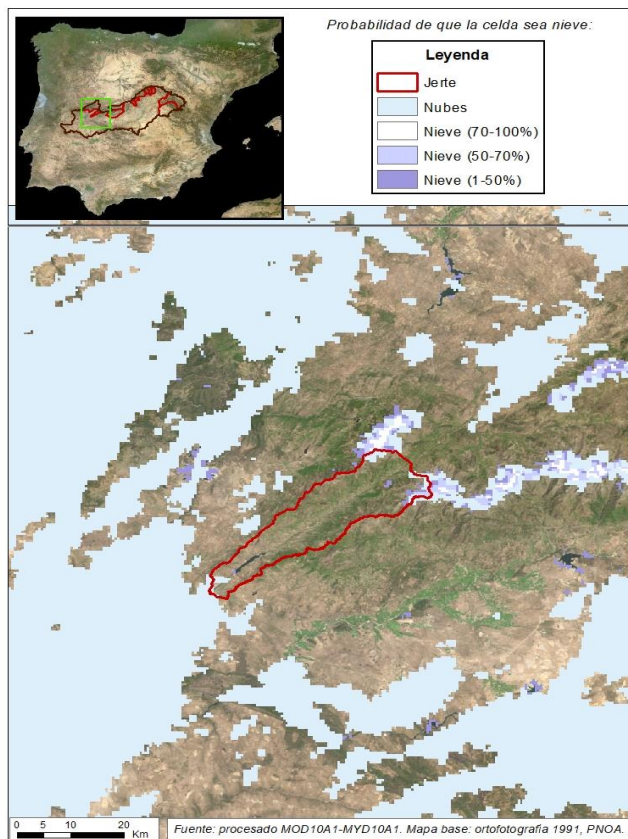 Probabilidad de que la celda sea nieve:
Leyenda
Jerte
Nubes
Nieve (70-100%)
Nieve (50-70%)
Nieve (1-50%)
0 5 10 20
Km
Fuente: procesado MOD10A1-MYD10A1. Mapa base: ortofotografia 1991, PNOA.